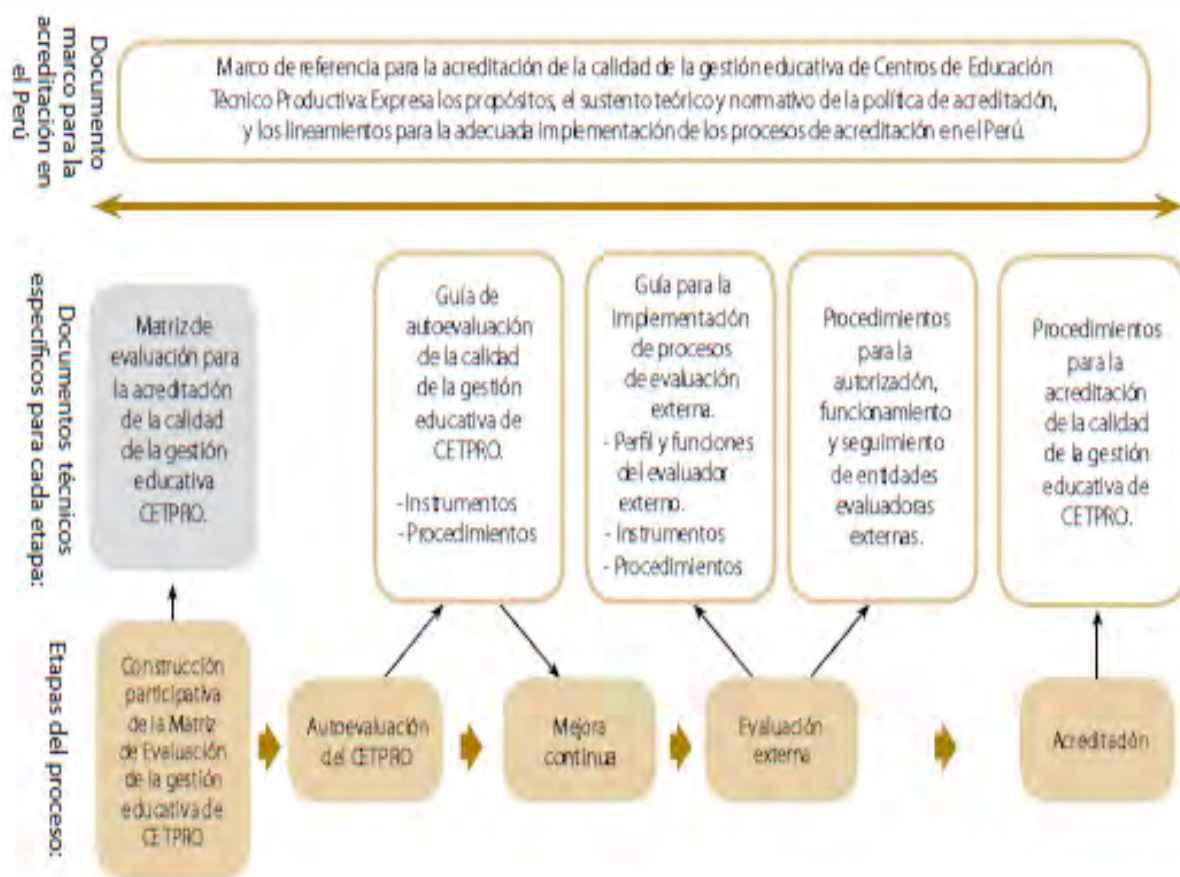 Documento
marco para la
acreditación en
el Perú
Marco de referencia para la acreditación de la calidad de la gestión educativa de Centros de Educación
Técnico Productiva: Expresa los propósitos, el sustento teórico y normativo de la política de acreditación,
y los lineamientos para la adecuada implementación de los procesos de acreditación en el Perú.
Documentos técnicos
específicos para cada etapa:
Matriz de
evaluación para
la acreditación
de la calidad
de la gestión
educativa
CETPRO.
Guía de
autoevaluación
de la calidad
de la gestión
educativa de
CETPRO.
-Instrumentos
- Procedimientos
Guía para la
implementación
de procesos
de evaluación
externa.
- Perfil y funciones
del evaluador
externo.
- Instrumentos
- Procedimientos
Procedimientos
para la
autorización,
funcionamiento
y seguimiento
de entidades
evaluadoras
externas.
Procedimientos
para la
acreditación
de la calidad
de la gestión
educativa de
CETPRO.
Etapas del proceso:
Construcción
participativa
de la Matriz
de Evaluación
de la gestión
educativa de
CETPRO
Autoevaluación
del CETPRO
Mejora
continua
Evaluación
externa
Acreditación